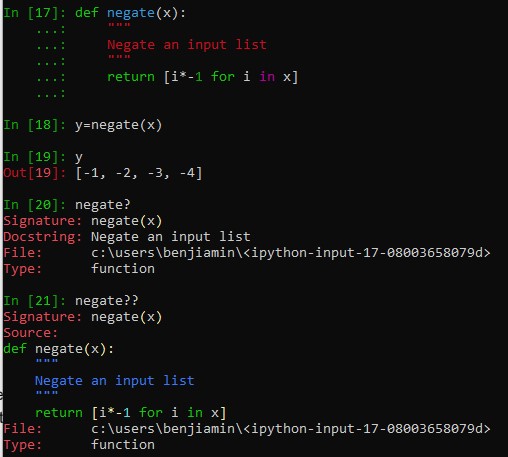 In [17]: def negate(x):
    ...:     """
    ...:     Negate an input list
    ...:     """
    ...:     return [i*-1 for i in x]
    ...:
In [18]: y=negate(x)
In [19]: y
Out[19]: [-1, -2, -3, -4]
In [20]: negate?
Signature: negate(x)
Docstring: Negate an input list
File:      c:\users\benjiamin\<ipython-input-17-08003658079d>
Type:      function
In [21]: negate??
Signature: negate(x)
Source:
def negate(x):
    """
    Negate an input list
    """
    return [i*-1 for i in x]
File:      c:\users\benjiamin\<ipython-input-17-08003658079d>
Type:      function